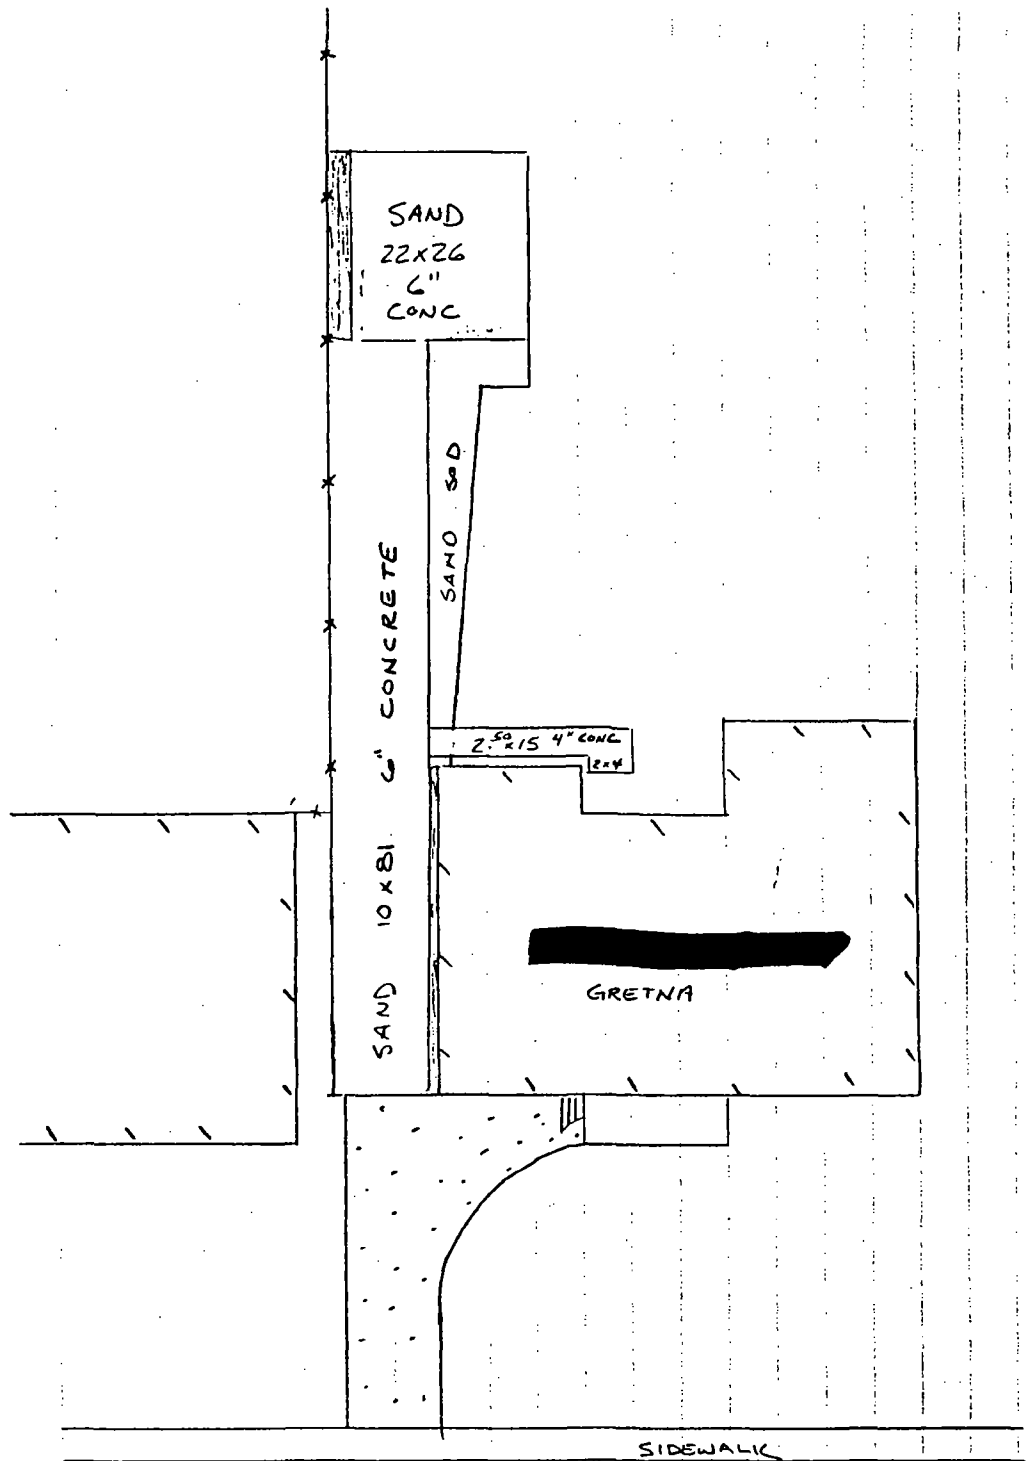 SAND
22x26
6"
CONC
SAND SOD
SAND 10x81 6" CONCRETE
2.50x15 4" CONC
2x4
GRETNA
SIDEWALK